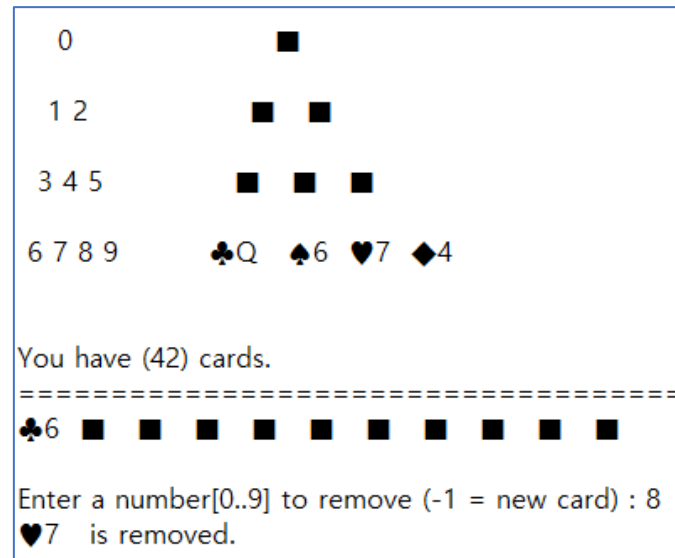 0 ■
1 2 ■ ■
3 4 5 ■ ■ ■
6 7 8 9 ♣Q ♠6 ♥7 ◆4
You have (42) cards.
=====================================
♣6 ■ ■ ■ ■ ■ ■ ■ ■ ■ ■
Enter a number[0..9] to remove (-1 = new card) : 8
♥7 is removed.